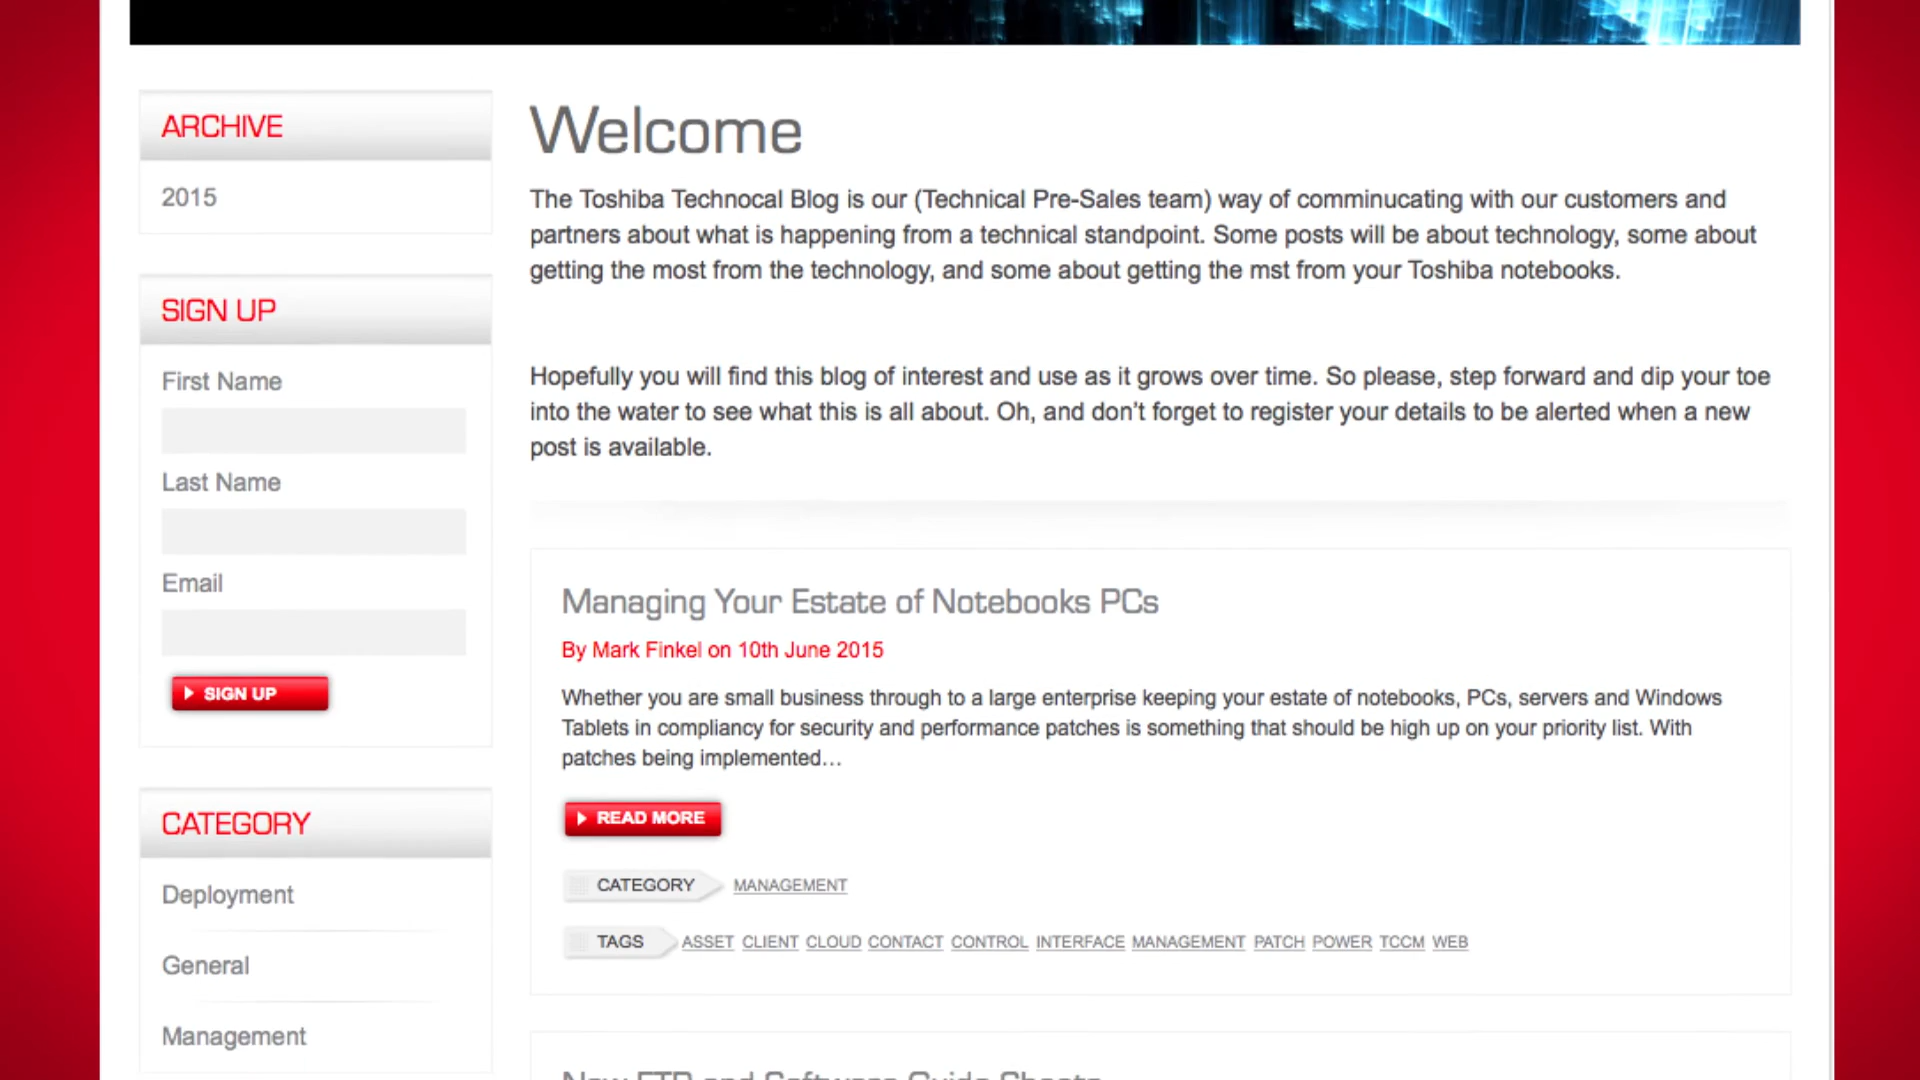 ARCHIVE
2015
SIGN UP
First Name
Last Name
Email
SIGN UP
CATEGORY
Deployment
General
Management
Welcome
The Toshiba Technocal Blog is our (Technical Pre-Sales team) way of comminucating with our customers and
partners about what is happening from a technical standpoint. Some posts will be about technology, some about
getting the most from the technology, and some about getting the mst from your Toshiba notebooks.
Hopefully you will find this blog of interest and use as it grows over time. So please, step forward and dip your toe
into the water to see what this is all about. Oh, and don’t forget to register your details to be alerted when a new
post is available.
Managing Your Estate of Notebooks PCs
By Mark Finkel on 10th June 2015
Whether you are small business through to a large enterprise keeping your estate of notebooks, PCs, servers and Windows
Tablets in compliancy for security and performance patches is something that should be high up on your priority list. With
patches being implemented…
READ MORE
CATEGORY MANAGEMENT
TAGS ASSET CLIENT CLOUD CONTACT CONTROL INTERFACE MANAGEMENT PATCH POWER TCCM WEB
New FTP and Software Guide Sheets